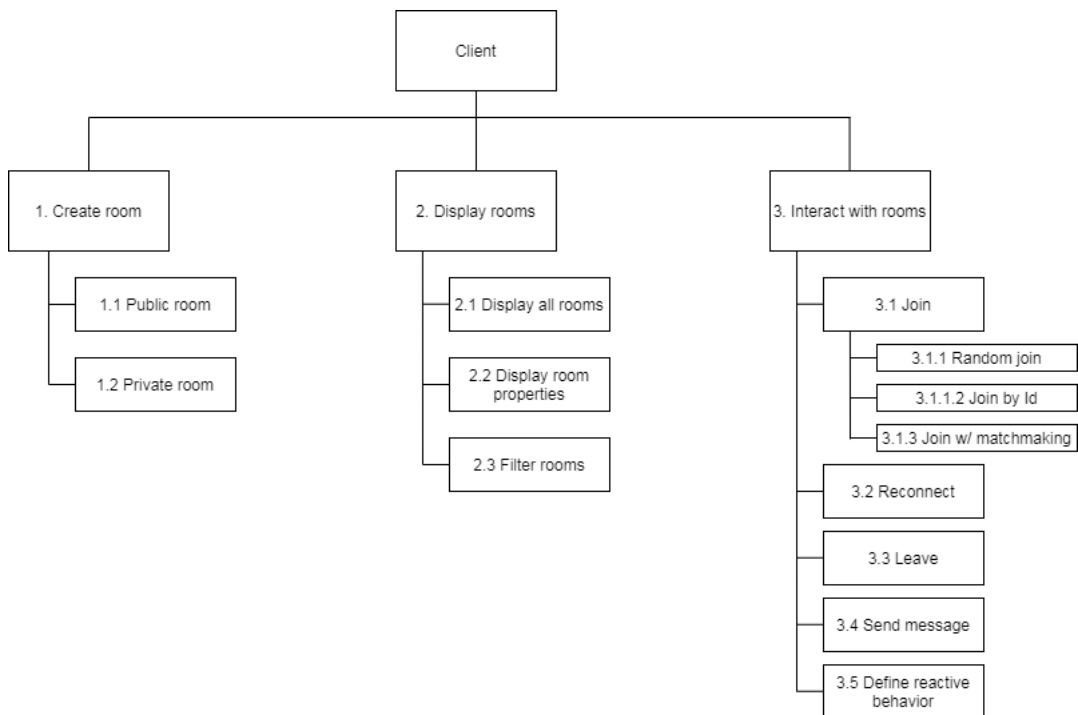 Client
1. Create room
2. Display rooms
3. Interact with rooms
1.1 Public room
1.2 Private room
2.1 Display all rooms
2.2 Display room
properties
2.3 Filter rooms
3.1 Join
3.1.1 Random join
3.1.1.2 Join by Id
3.1.3 Join w/ matchmaking
3.2 Reconnect
3.3 Leave
3.4 Send message
3.5 Define reactive
behavior